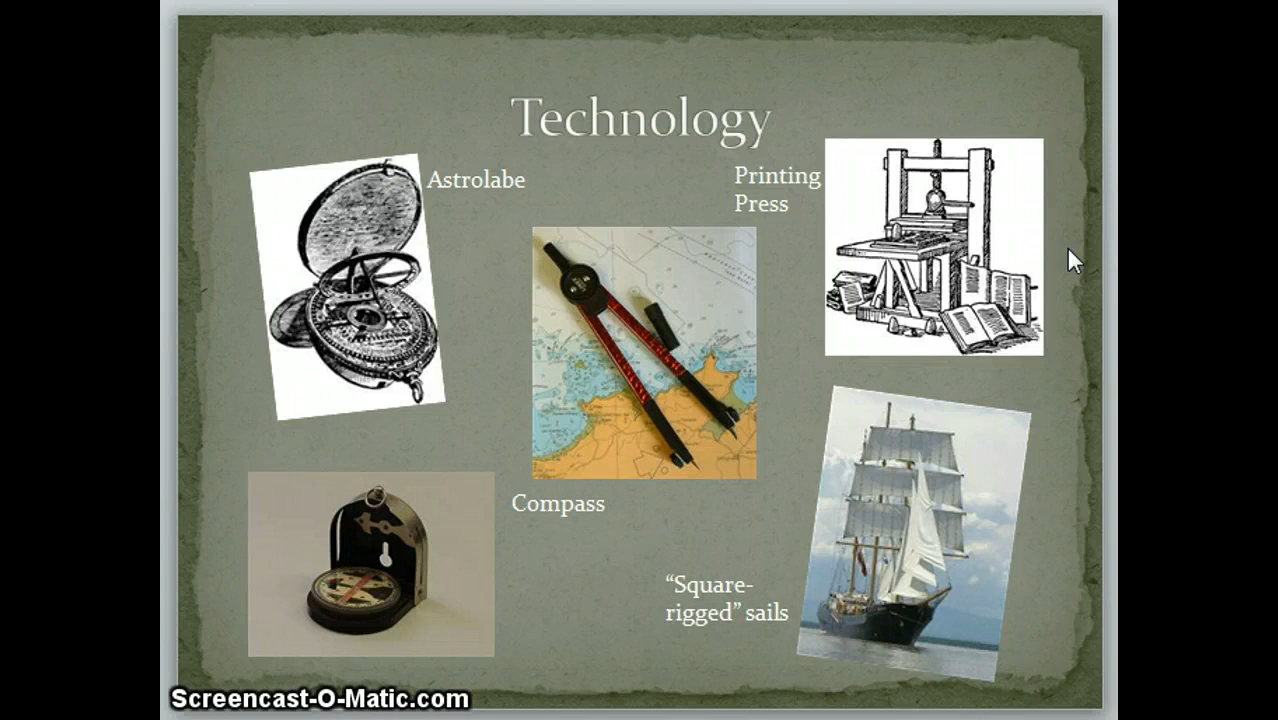 Technology
Astrolabe
Printing
Press
Compass
“Square-
rigged” sails
Screencast-O-Matic.com